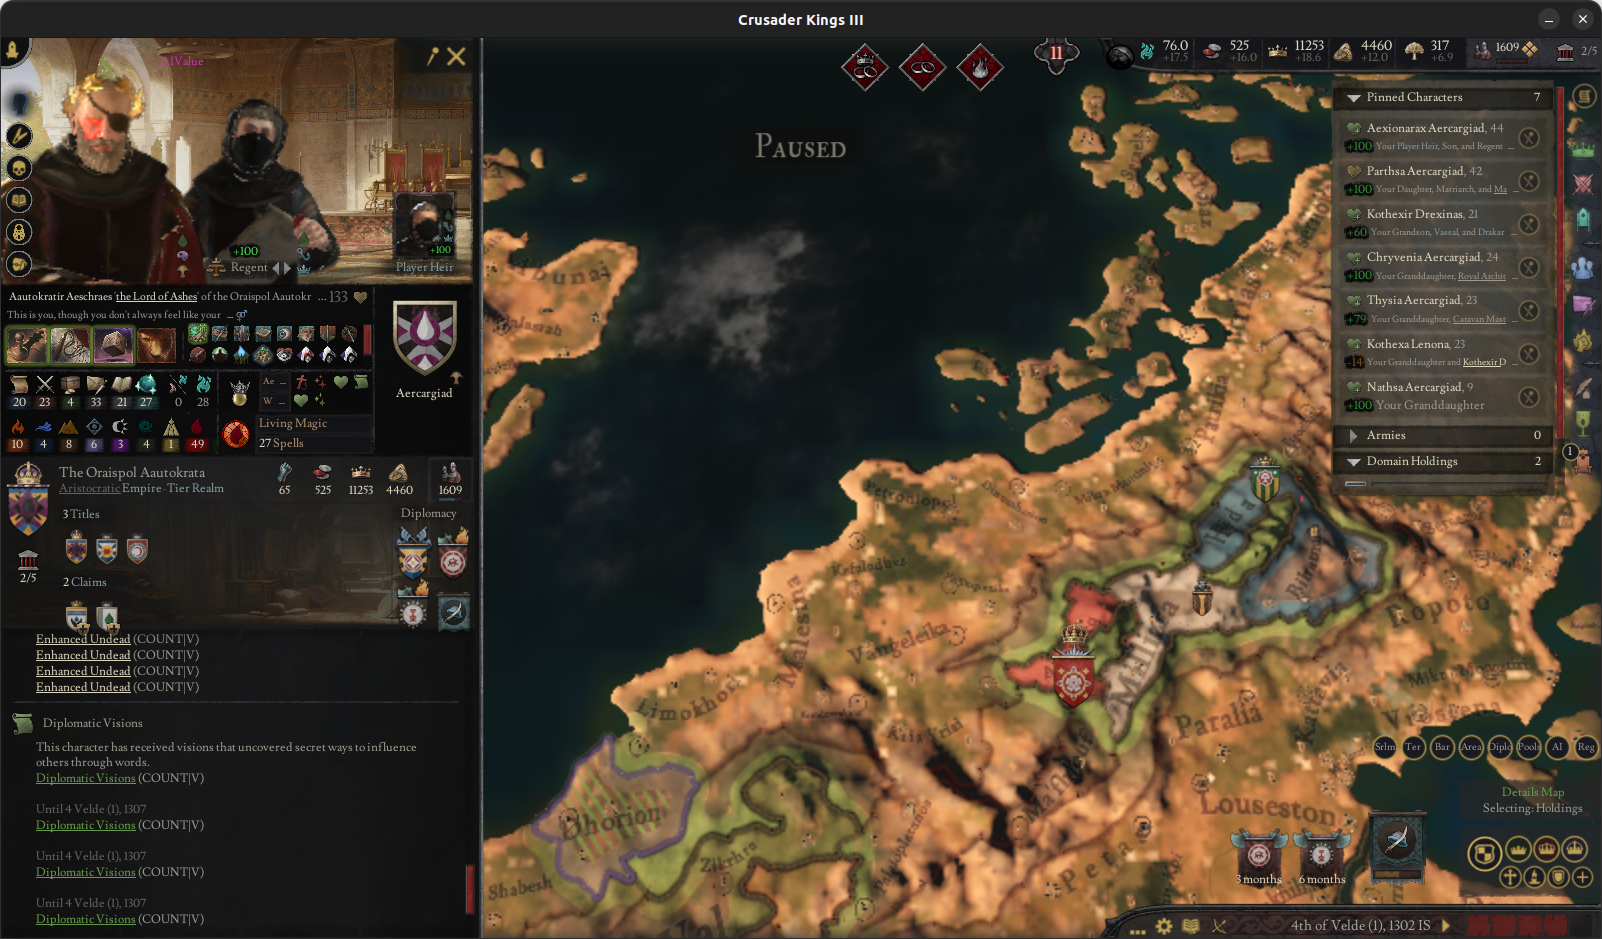 Crusader Kings III
AIValue
76.0
+17.5
525
+16.0
11253
+18.6
4460
+12.0
317
+6.9
1609
2/5
11
Paused
+100
Regent
+100
Player Heir
Aautokratir Aeschraes 'the Lord of Ashes' of the Oraispol Aautokr ... 133
This is you, though you don't always feel like your ...
Aercargiad
20 23 4 33 21 27 0 28
Ae ...
W ...
10 4 8 6 3 4 1 49
Living Magic
27 Spells
The Oraispol Aautokrata
Aristocratic Empire-Tier Realm
65 525 11253 4460 1609
3 Titles
Diplomacy
2/5
2 Claims
Enhanced Undead (COUNT|V)
Enhanced Undead (COUNT|V)
Enhanced Undead (COUNT|V)
Enhanced Undead (COUNT|V)
Diplomatic Visions
This character has received visions that uncovered secret ways to influence
others through words.
Diplomatic Visions (COUNT|V)
Until 4 Velde (1), 1307
Diplomatic Visions (COUNT|V)
Until 4 Velde (1), 1307
Diplomatic Visions (COUNT|V)
Until 4 Velde (1), 1307
Diplomatic Visions (COUNT|V)
Pinned Characters 7
Aexionarax Aercargiad, 44
+100 Your Player Heir, Son, and Regent ...
Parthsa Aercargiad, 42
+100 Your Daughter, Matriarch, and Ma ...
Kothexir Drexinas, 21
+60 Your Grandson, Vassal, and Drakar ...
Chryvenia Aercargiad, 24
+100 Your Granddaughter, Royal Archit ...
Thysia Aercargiad, 23
+79 Your Granddaughter, Caravan Mast ...
Kothexa Lenona, 23
-14 Your Granddaughter and Kothexir D ...
Nathsa Aercargiad, 9
+100 Your Granddaughter
Armies 0
Domain Holdings 2
1
Vangeleika
Limokhor
Dhorion
Shabesh
Paralia
Ropoto
Louseston
Srlm Ter Bar Area Diplo Pools AI Reg
Details Map
Selecting: Holdings
3 months
6 months
4th of Velde (1), 1302 IS